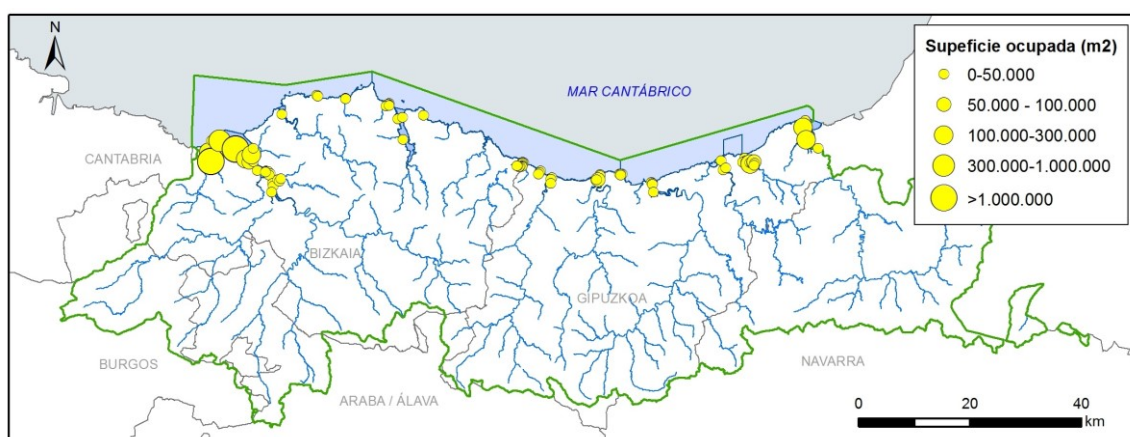 N
Supeficie ocupada (m2)
0-50.000
50.000 - 100.000
100.000-300.000
300.000-1.000.000
>1.000.000
MAR CANTÁBRICO
CANTABRIA
BIZKAIA
GIPUZKOA
BURGOS
NAVARRA
ARABA / ÁLAVA
0 20 40
km